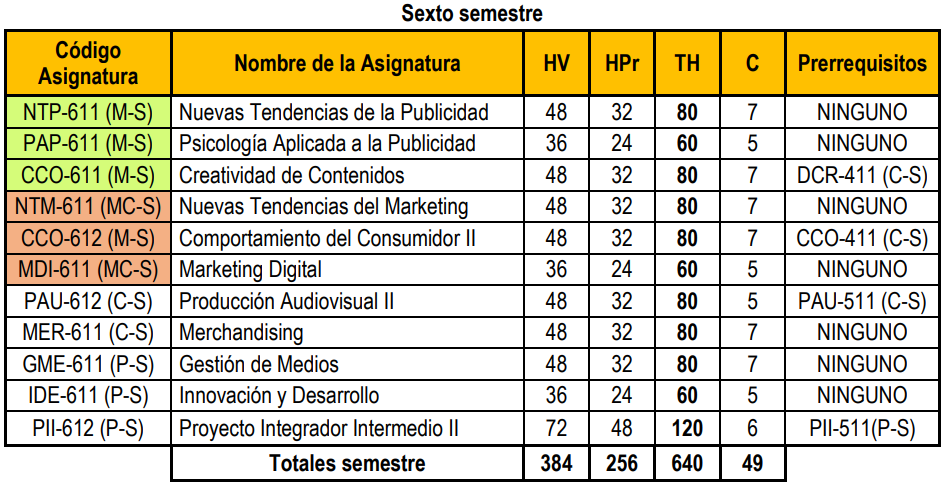 Sexto semestre
Código Asignatura Nombre de la Asignatura HV HPr TH C Prerrequisitos
NTP-611 (M-S) Nuevas Tendencias de la Publicidad 48 32 80 7 NINGUNO
PAP-611 (M-S) Psicología Aplicada a la Publicidad 36 24 60 5 NINGUNO
CCO-611 (M-S) Creatividad de Contenidos 48 32 80 7 DCR-411 (C-S)
NTM-611 (MC-S) Nuevas Tendencias del Marketing 48 32 80 7 NINGUNO
CCO-612 (M-S) Comportamiento del Consumidor II 48 32 80 7 CCO-411 (C-S)
MDI-611 (MC-S) Marketing Digital 36 24 60 5 NINGUNO
PAU-612 (C-S) Producción Audiovisual II 48 32 80 5 PAU-511 (C-S)
MER-611 (C-S) Merchandising 48 32 80 7 NINGUNO
GME-611 (P-S) Gestión de Medios 48 32 80 7 NINGUNO
IDE-611 (P-S) Innovación y Desarrollo 36 24 60 5 NINGUNO
PII-612 (P-S) Proyecto Integrador Intermedio II 72 48 120 6 PII-511(P-S)
Totales semestre 384 256 640 49